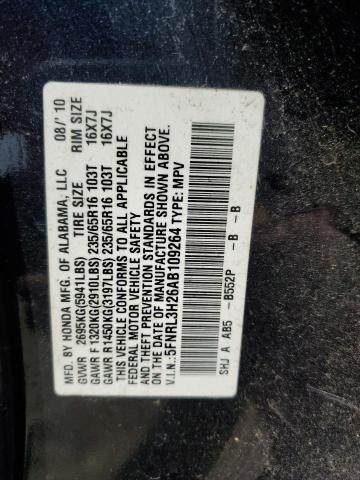 MFD. BY HONDA MFG. OF ALABAMA, LLC 08/'10
GVWR 2695KG(5941LBS) TIRE SIZE RIM SIZE
GAWR F 1320KG(2910LBS) 235/65R16 103T 16X7J
GAWR R 1450KG(3197LBS) 235/65R16 103T 16X7J
THIS VEHICLE CONFORMS TO ALL APPLICABLE
FEDERAL MOTOR VEHICLE SAFETY
AND THEFT PREVENTION STANDARDS IN EFFECT
ON THE DATE OF MANUFACTURE SHOWN ABOVE.
V.I.N.: 5FNRL3H26AB109264 TYPE: MPV
SHJ A AB5 -B552P -B -B